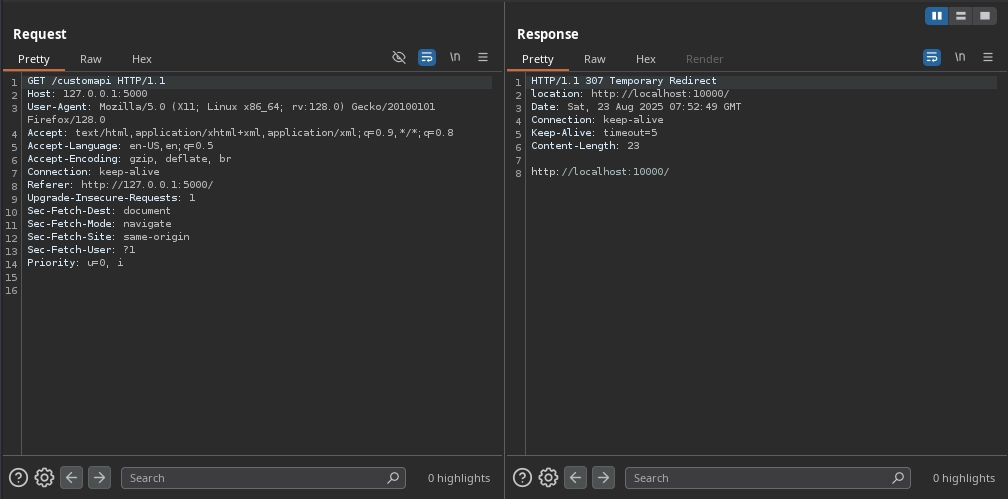 Request
Pretty Raw Hex \n
1 GET /customapi HTTP/1.1
2 Host: 127.0.0.1:5000
3 User-Agent: Mozilla/5.0 (X11; Linux x86_64; rv:128.0) Gecko/20100101
Firefox/128.0
4 Accept: text/html,application/xhtml+xml,application/xml;q=0.9,*/*;q=0.8
5 Accept-Language: en-US,en;q=0.5
6 Accept-Encoding: gzip, deflate, br
7 Connection: keep-alive
8 Referer: http://127.0.0.1:5000/
9 Upgrade-Insecure-Requests: 1
10 Sec-Fetch-Dest: document
11 Sec-Fetch-Mode: navigate
12 Sec-Fetch-Site: same-origin
13 Sec-Fetch-User: ?1
14 Priority: u=0, i
15
16
Search 0 highlights
Response
Pretty Raw Hex Render \n
1 HTTP/1.1 307 Temporary Redirect
2 location: http://localhost:10000/
3 Date: Sat, 23 Aug 2025 07:52:49 GMT
4 Connection: keep-alive
5 Keep-Alive: timeout=5
6 Content-Length: 23
7
8 http://localhost:10000/
Search 0 highlights